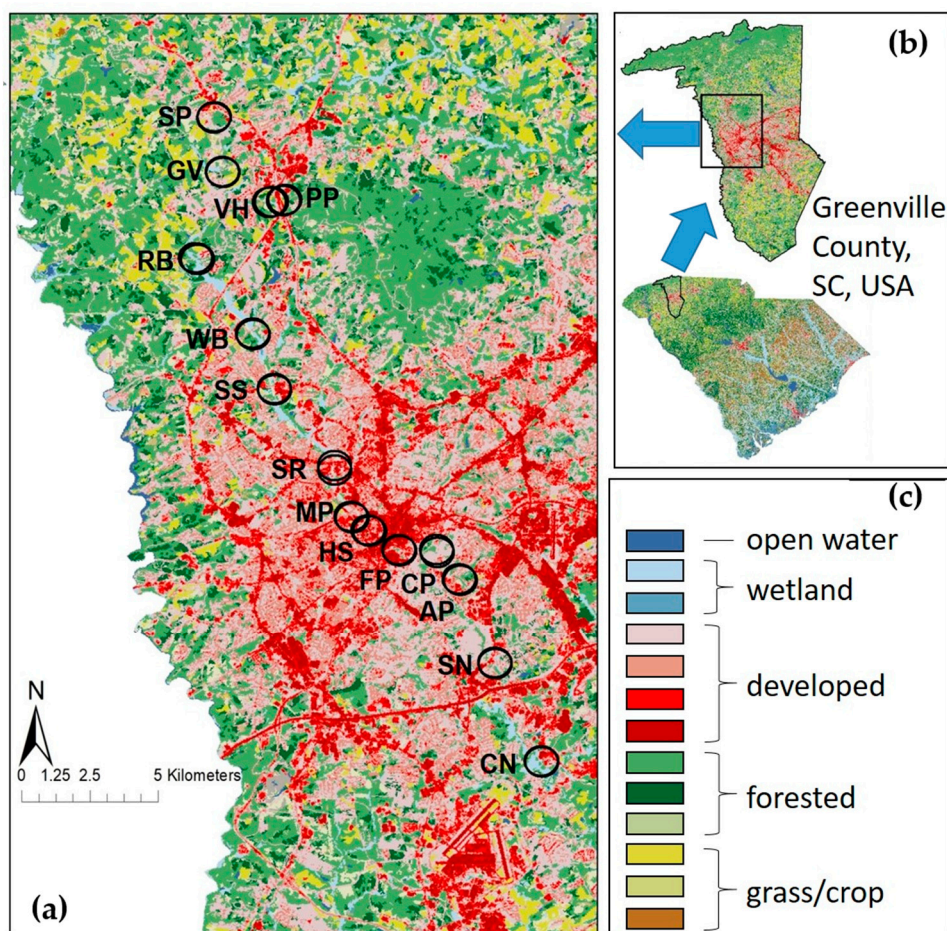 SP
GV
VH
PP
RB
WB
SS
SR
MP
HS
FP
CP
AP
SN
CN
N
0 1.25 2.5 5 Kilometers
(a)
(b)
Greenville
County,
SC, USA
(c)
open water
wetland
developed
forested
grass/crop